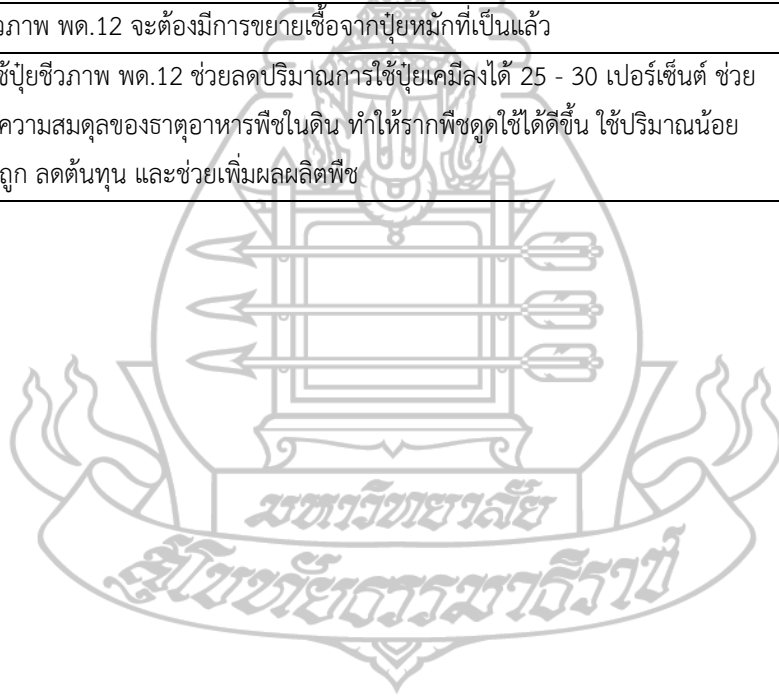 วภาพ พด.12 จะต้องมีการขยายเชื้อจากปุ๋ยหมักที่เป็นแล้ว
ช้ปุ๋ยชีวภาพ พด.12 ช่วยลดปริมาณการใช้ปุ๋ยเคมีลงได้ 25 - 30 เปอร์เซ็นต์ ช่วย
ความสมดุลของธาตุอาหารพืชในดิน ทำให้รากพืชดูดใช้ได้ดีขึ้น ใช้ปริมาณน้อย
ถูก ลดต้นทุน และช่วยเพิ่มผลผลิตพืช
มหาวิทยาลัย
สุโขทัยธรรมาธิราช